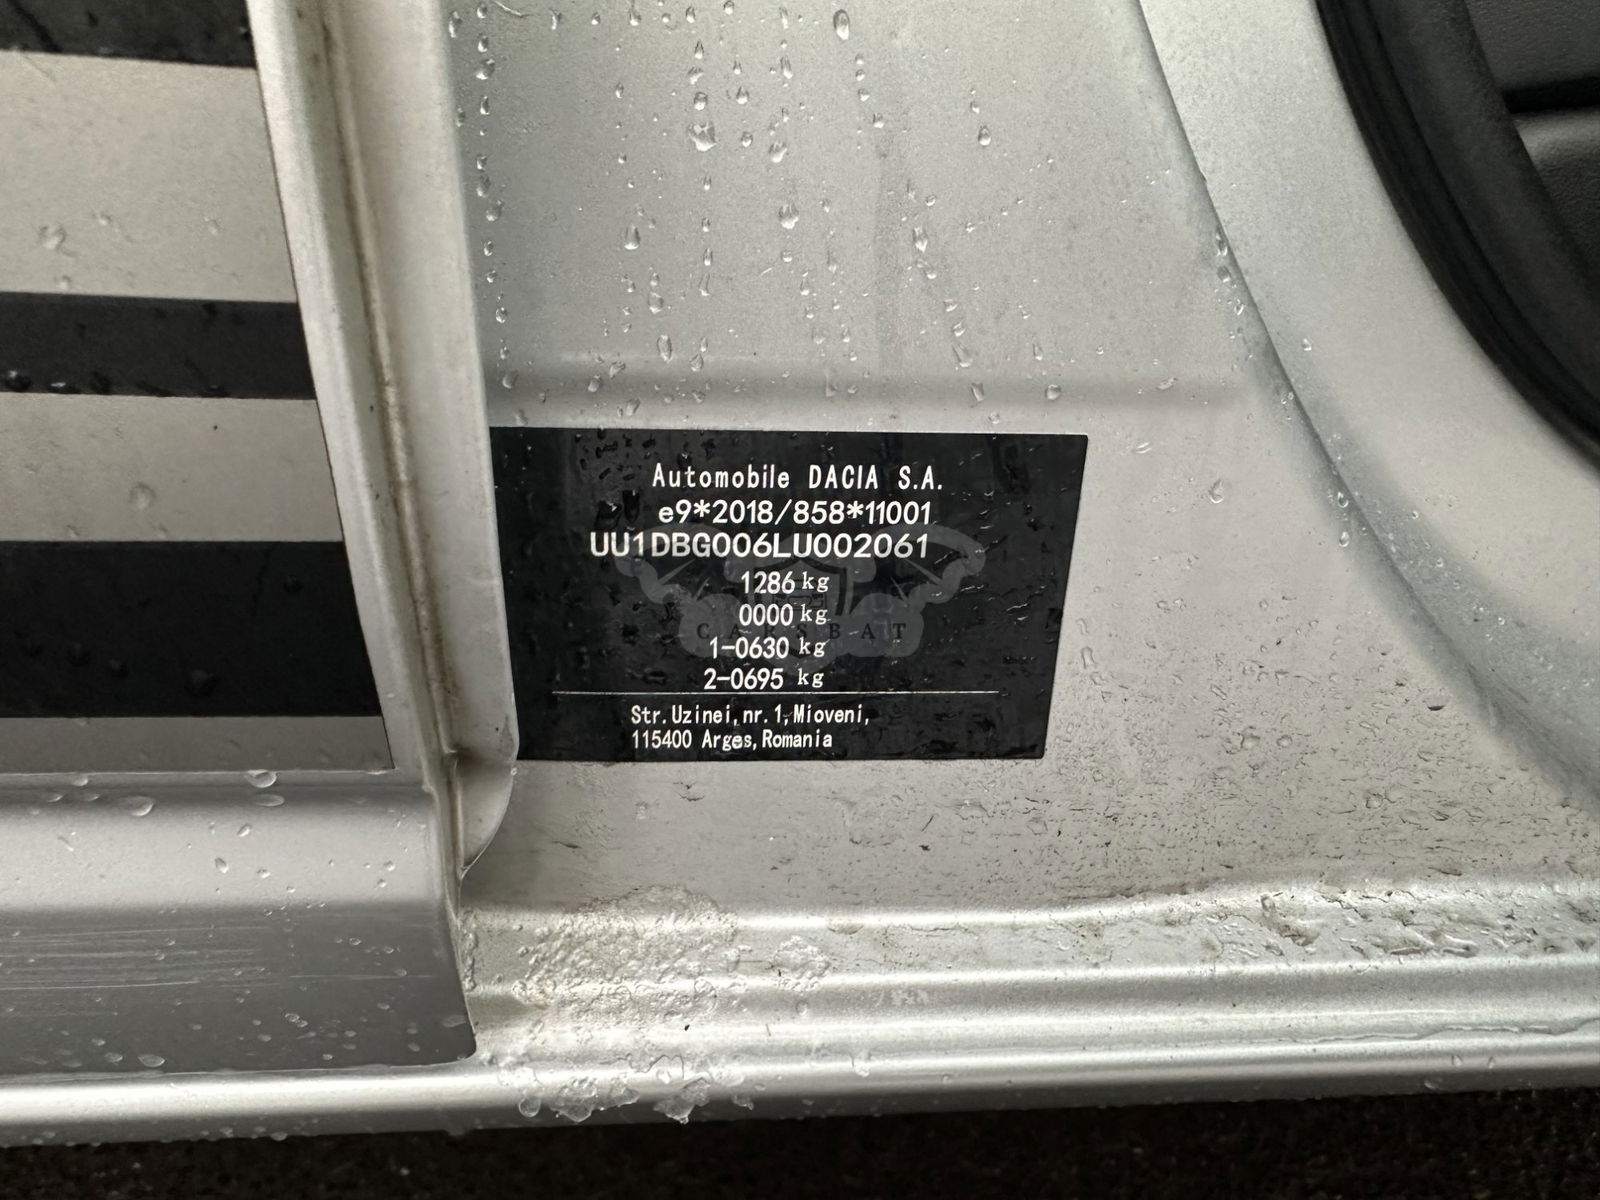 Automobile DACIA S.A.
e9*2018/858*11001
UU1DBG006LU002061
1286 kg
0000 kg
CARSBAT
1-0630 kg
2-0695 kg
Str.Uzinei,nr.1,Mioveni,
115400 Arges,Romania